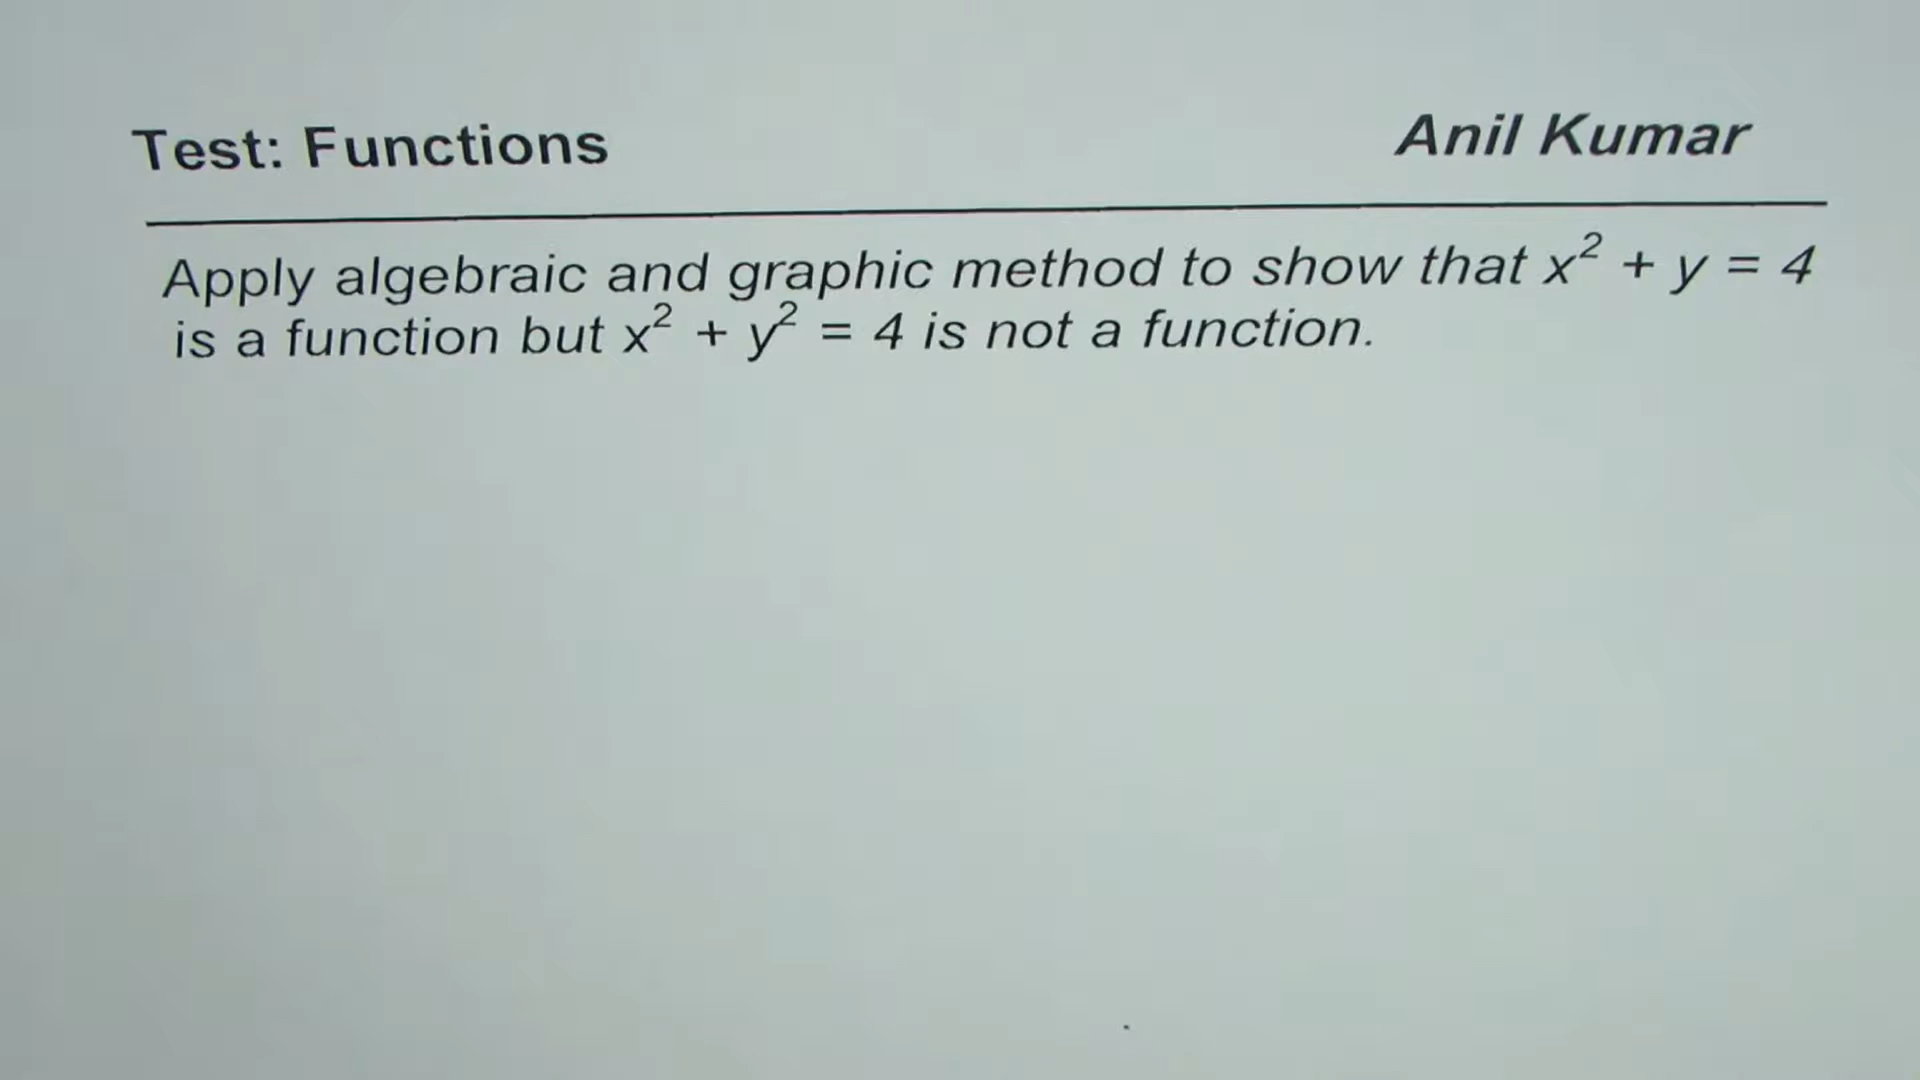 Test: Functions
Anil Kumar
Apply algebraic and graphic method to show that x² + y = 4
is a function but x² + y² = 4 is not a function.